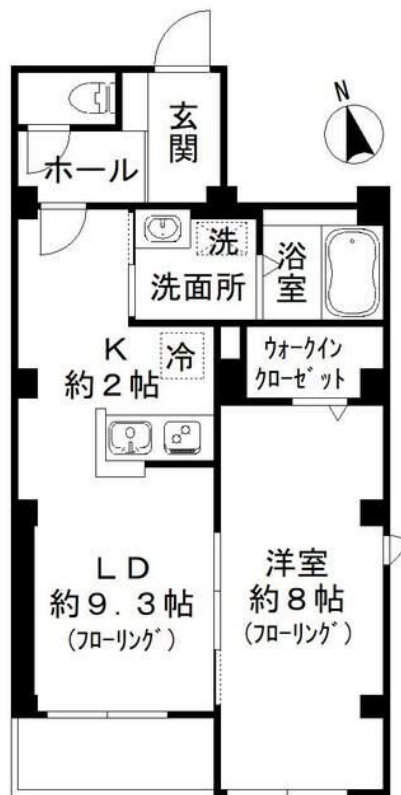 N
玄
関
ホール
洗
洗面所
浴
室
K
約2帖
冷
ウォークイン
クローゼット
LD
約9.3帖
(フローリング)
洋室
約8帖
(フローリング)